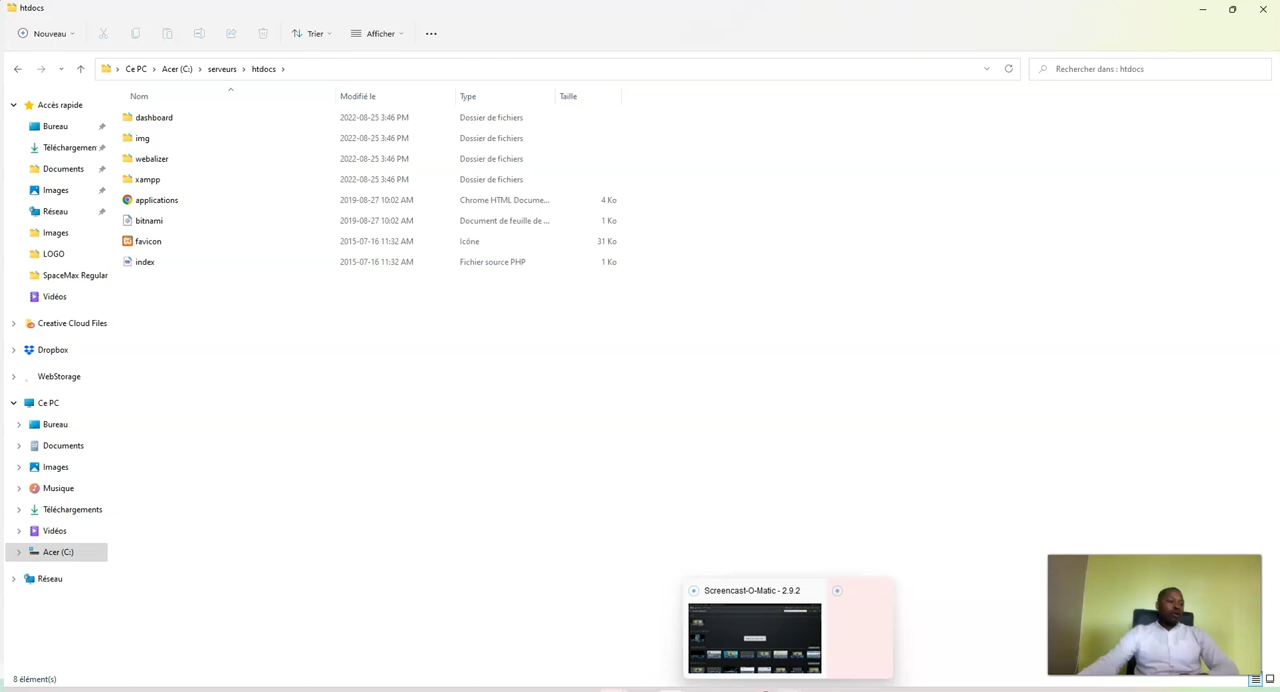 htdocs
Nouveau
Trier
Afficher
Ce PC > Acer (C:) > serveurs > htdocs >
Rechercher dans : htdocs
Nom Modifié le Type Taille
dashboard 2022-08-25 3:46 PM Dossier de fichiers
img 2022-08-25 3:46 PM Dossier de fichiers
webalizer 2022-08-25 3:46 PM Dossier de fichiers
xampp 2022-08-25 3:46 PM Dossier de fichiers
applications 2019-08-27 10:02 AM Chrome HTML Docume... 4 Ko
bitnami 2019-08-27 10:02 AM Document de feuille de ... 1 Ko
favicon 2015-07-16 11:32 AM Icône 31 Ko
index 2015-07-16 11:32 AM Fichier source PHP 1 Ko
Accès rapide
Bureau
Téléchargemen
Documents
Images
Réseau
Images
LOGO
SpaceMax Regular
Vidéos
Creative Cloud Files
Dropbox
WebStorage
Ce PC
Bureau
Documents
Images
Musique
Téléchargements
Vidéos
Acer (C:)
Réseau
Screencast-O-Matic - 2.9.2
8 élément(s)